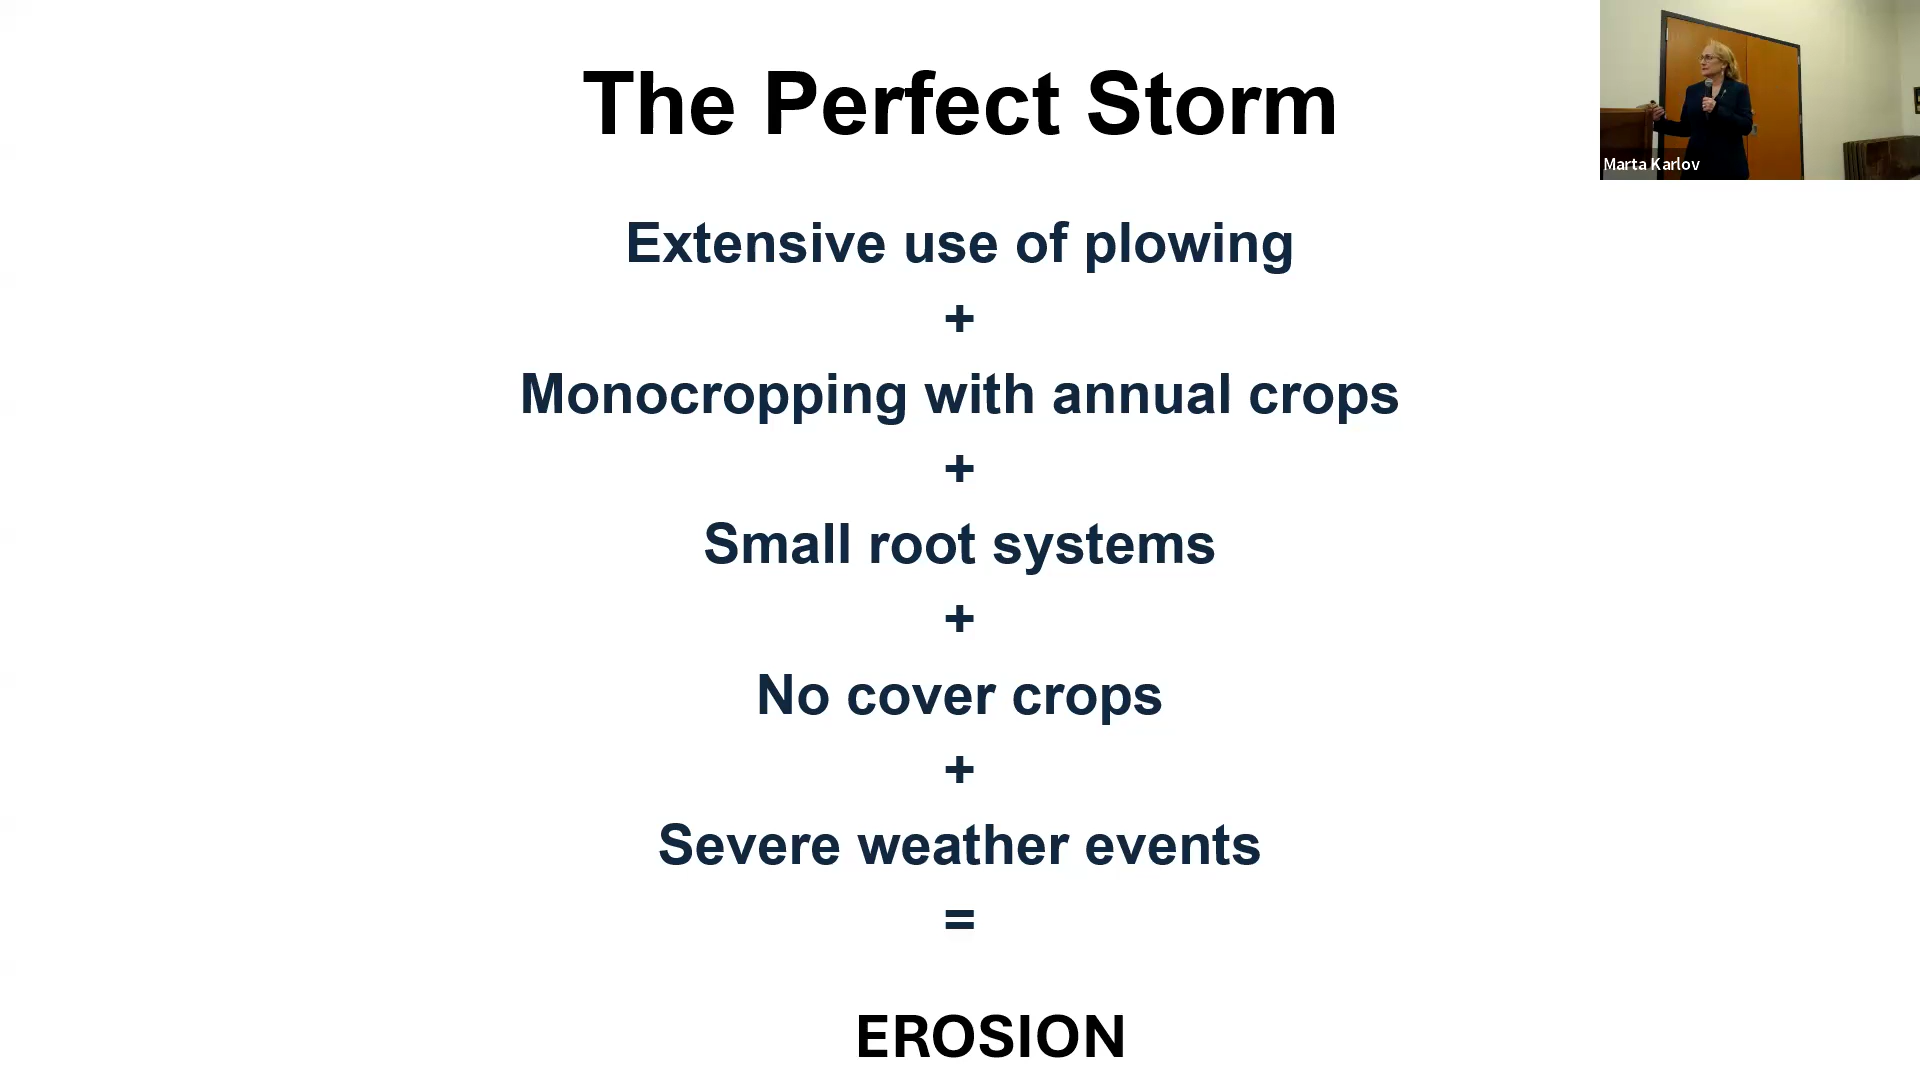 The Perfect Storm
Marta Karlov
Extensive use of plowing
+
Monocropping with annual crops
+
Small root systems
+
No cover crops
+
Severe weather events
=
EROSION